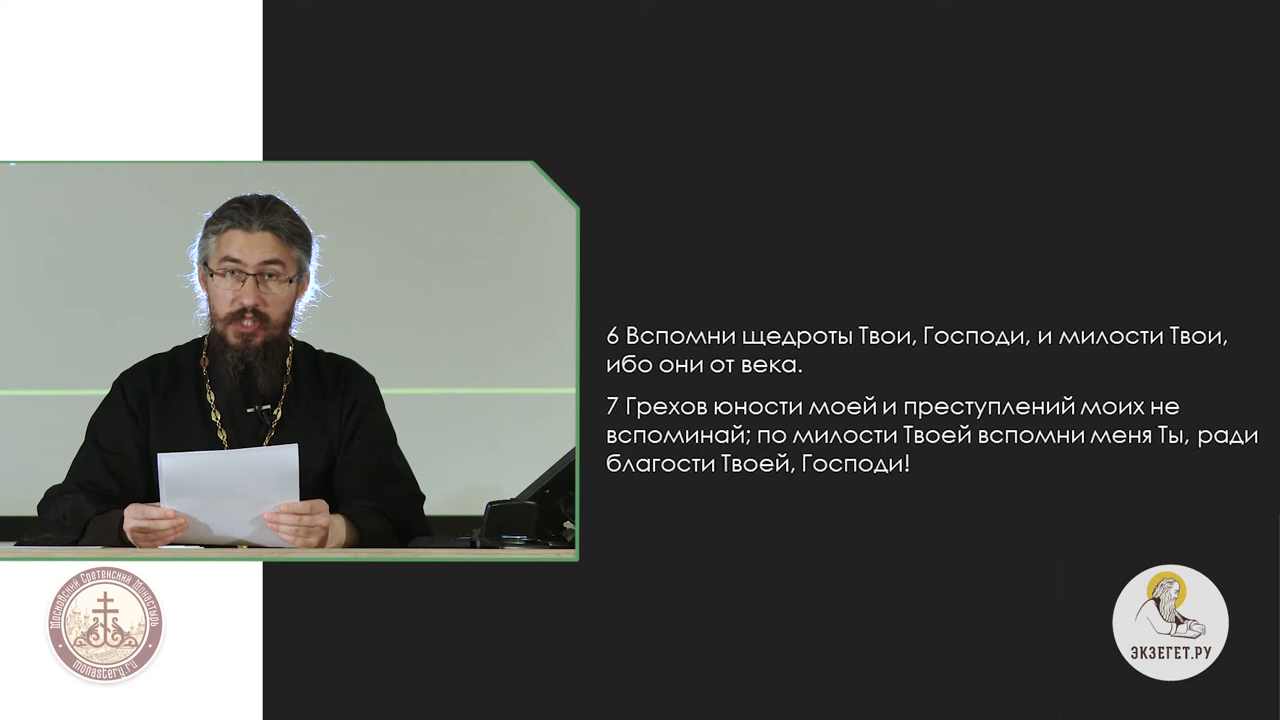 6 Вспомни щедроты Твои, Господи, и милости Твои,
ибо они от века.
7 Грехов юности моей и преступлений моих не
вспоминай; по милости Твоей вспомни меня Ты, ради
благости Твоей, Господи!
Московский Сретенский Монастырь
monastery.ru
ЭКЗЕГЕТ.РУ